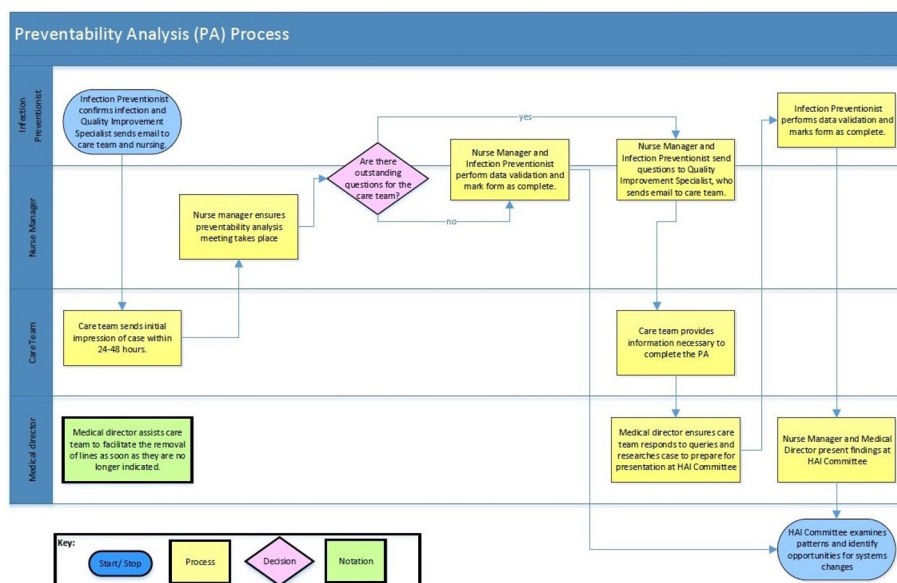 Preventability Analysis (PA) Process
Infection
Preventionist
Infection Preventionist
confirms infection and
Quality Improvement
Specialist sends email to
care team and nursing.
yes
Infection Preventionist
performs data validation and
marks form as complete.
Nurse Manager
Nurse manager ensures
preventability analysis
meeting takes place
Are there
outstanding
questions for the
care team?
no
Nurse Manager and
Infection Preventionist
perform data validation and
mark form as complete.
Nurse Manager and
Infection Preventionist send
questions to Quality
Improvement Specialist, who
sends email to care team.
Care Team
Care team sends initial
impression of case within
24-48 hours.
Care team provides
information necessary to
complete the PA
Medical director
Medical director assists care
team to facilitate the removal
of lines as soon as they are no
longer indicated.
Medical director ensures care
team responds to queries and
researches case to prepare for
presentation at HAI Committee
Nurse Manager and Medical
Director present findings at
HAI Committee
HAI Committee examines
patterns and identify
opportunities for systems
changes
Key:
Start/ Stop
Process
Decision
Notation